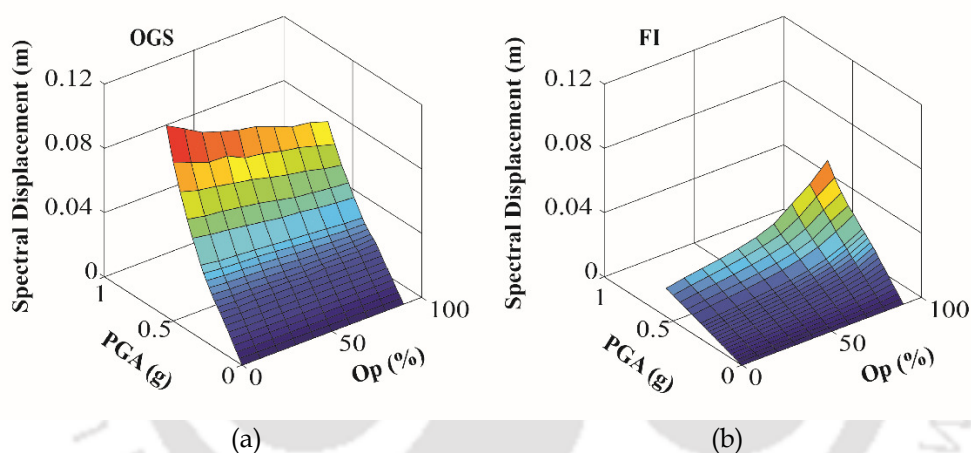 OGS
Spectral Displacement (m)
0.12
0.08
0.04
0
1
0.5
0
PGA (g)
0
50
100
Op (%)
(a)
FI
Spectral Displacement (m)
0.12
0.08
0.04
0
1
0.5
0
PGA (g)
0
50
100
Op (%)
(b)